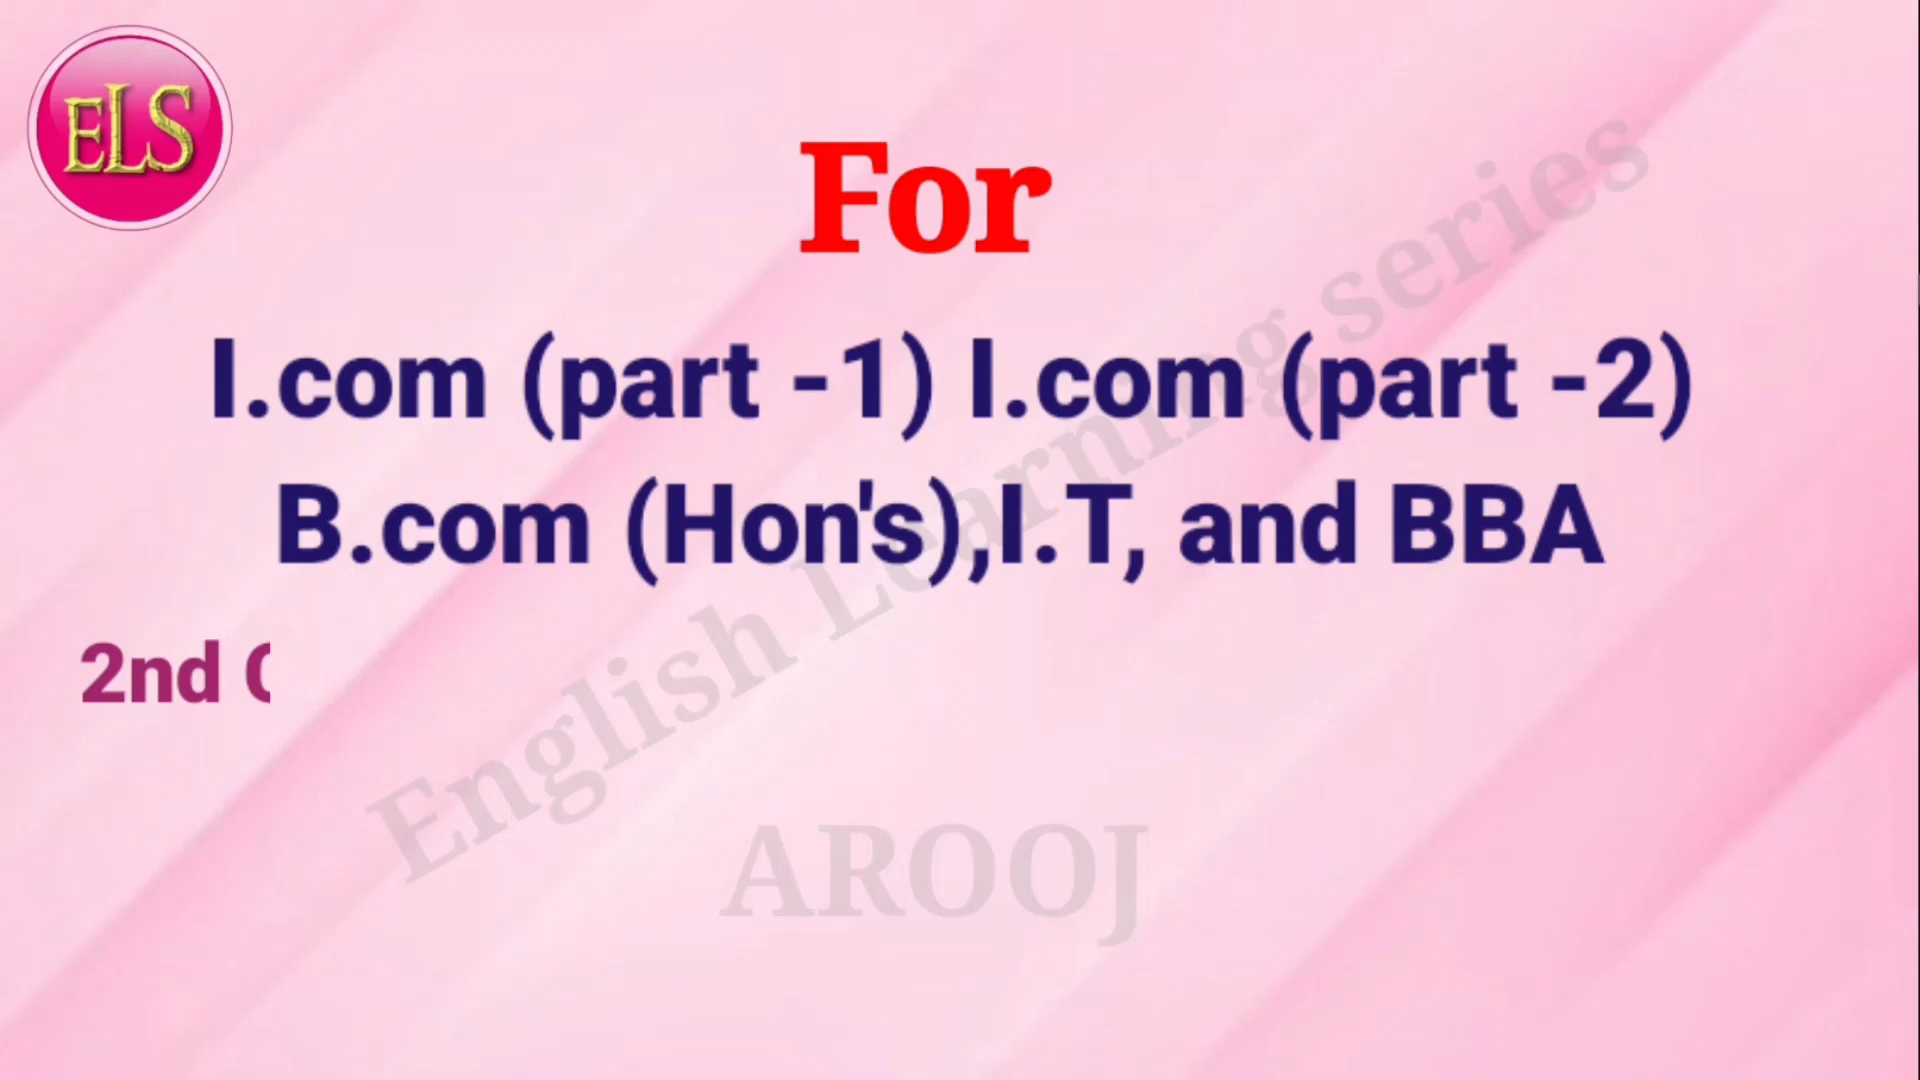 ELS
For
I.com (part -1) I.com (part -2)
B.com (Hon's),I.T, and BBA
2nd
English Learning series
AROOJ